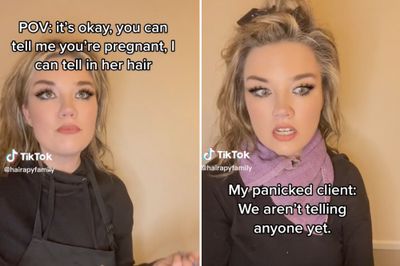 POV: it's okay, you can
tell me you're pregnant, I
can tell in her hair
TikTok
@hairapyfamily
TikTok
@hairapyfamily
My panicked client:
We aren't telling
anyone yet.